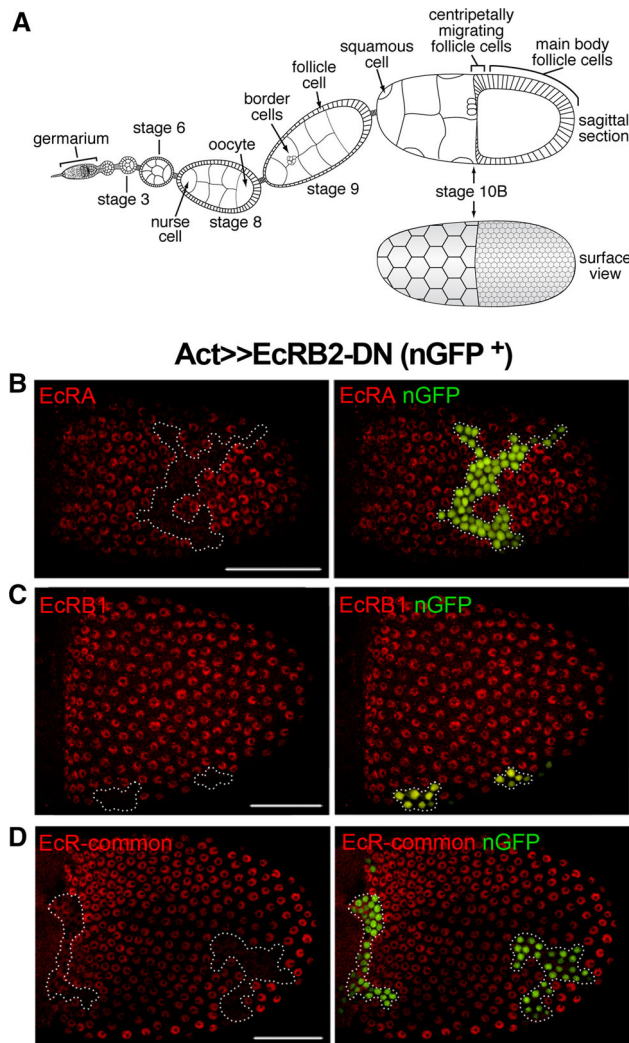 A
centripetally
migrating
follicle cells
main body
follicle cells
squamous
cell
follicle
cell
border
cells
sagittal
section
germarium
stage 6
oocyte
stage 3
nurse
cell
stage 8
stage 9
stage 10B
surface
view
Act>>EcRB2-DN (nGFP +)
B
EcRA
EcRA nGFP
C
EcRB1
EcRB1 nGFP
D
EcR-common
EcR-common nGFP